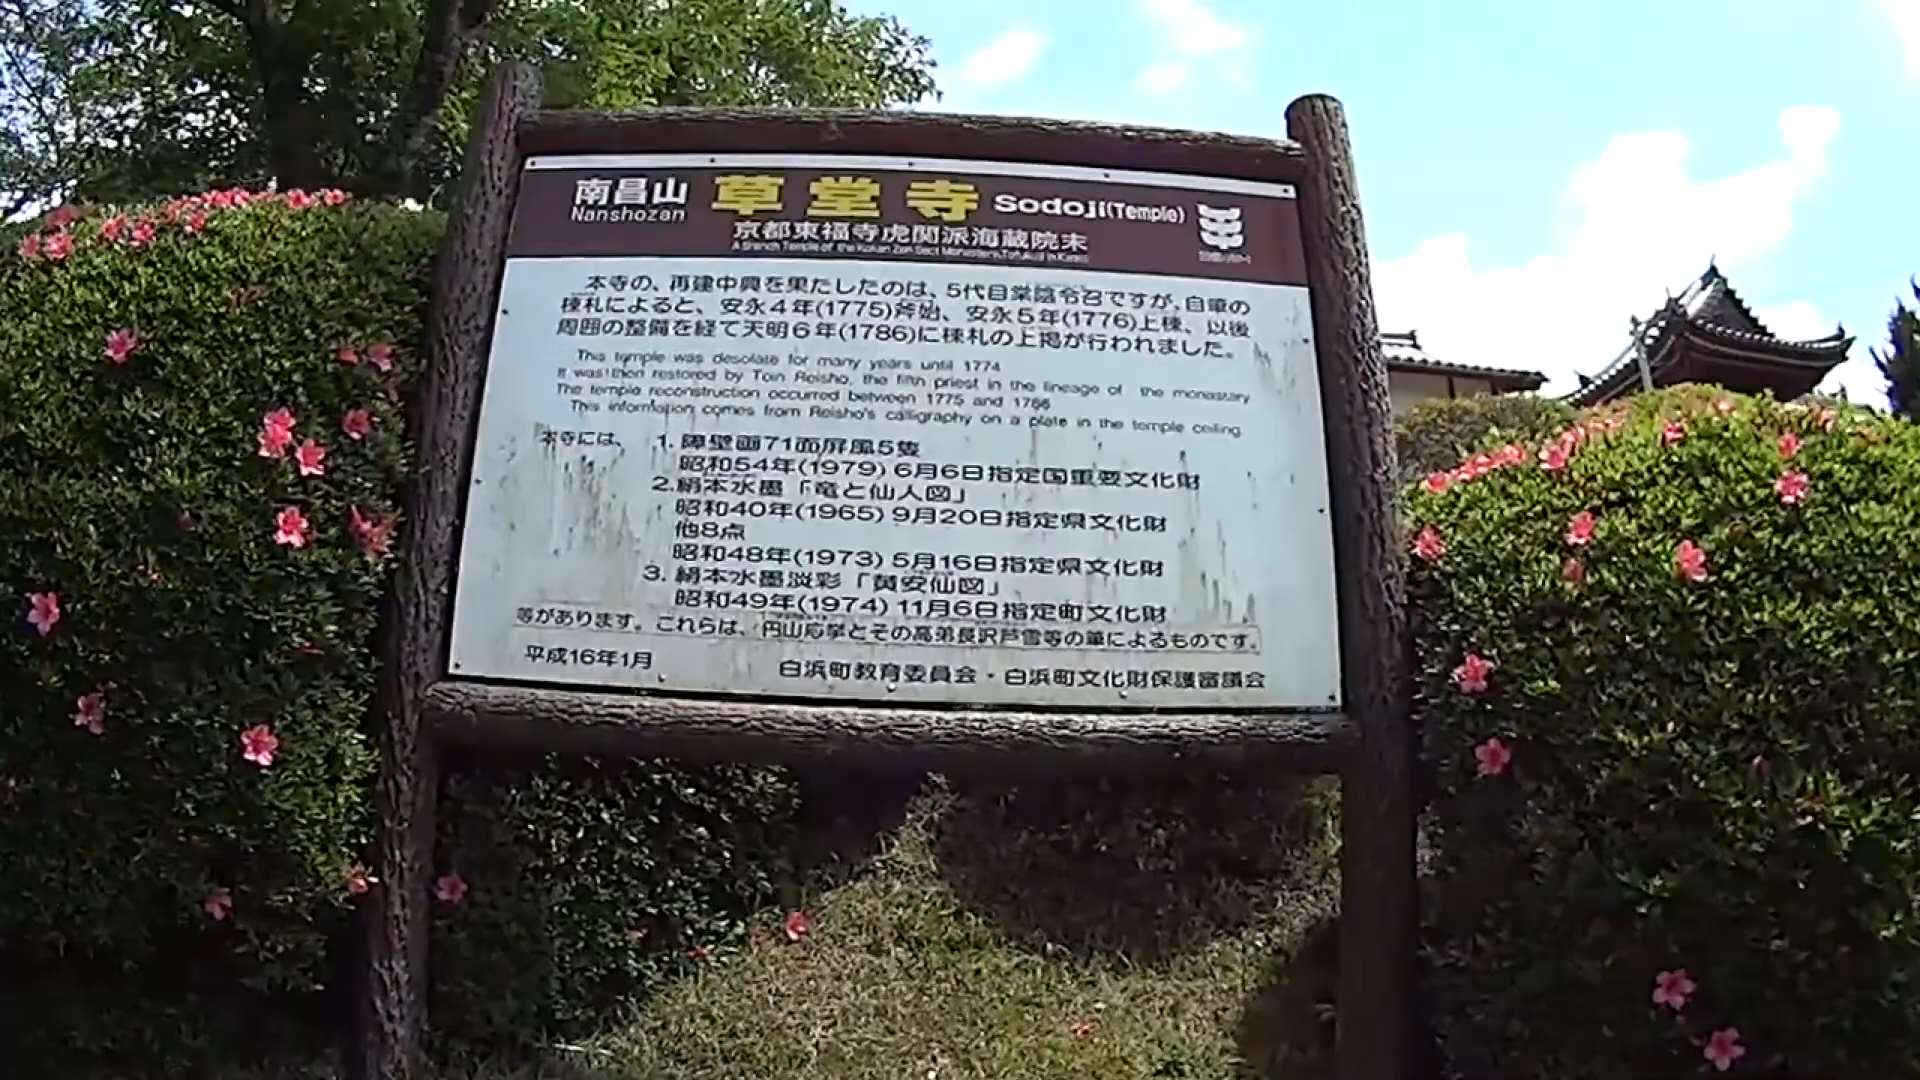 南昌山 草堂寺 Sodoji(Temple)
Nanshozan
京都東福寺虎関派海蔵院末
A Branch Temple of the Kokan Zen Sect Monastery, Tofukuji in Kyoto
本寺の、再建中興を果たしたのは、5代目棠陰令召ですが、自筆の
棟札によると、安永4年(1775)斧始、安永5年(1776)上棟、以後
周囲の整備を経て天明6年(1786)に棟札の上掲が行われました。
This temple was desolate for many years until 1774
It was then restored by Toin Reisho, the fifth priest in the lineage of the monastary
The temple reconstruction occurred between 1775 and 1786
This information comes from Reisho's calligraphy on a plate in the temple ceiling
本寺には、 1. 障壁画71面屏風5隻
昭和54年(1979) 6月6日指定国重要文化財
2.絹本水墨「竜と仙人図」
昭和40年(1965) 9月20日指定県文化財
他8点
昭和48年(1973) 5月16日指定県文化財
3. 絹本水墨淡彩「黄安仙図」
昭和49年(1974) 11月6日指定町文化財
等があります。これらは、円山応挙とその高弟長沢芦雪等の筆によるものです。
平成16年1月 白浜町教育委員会・白浜町文化財保護審議会